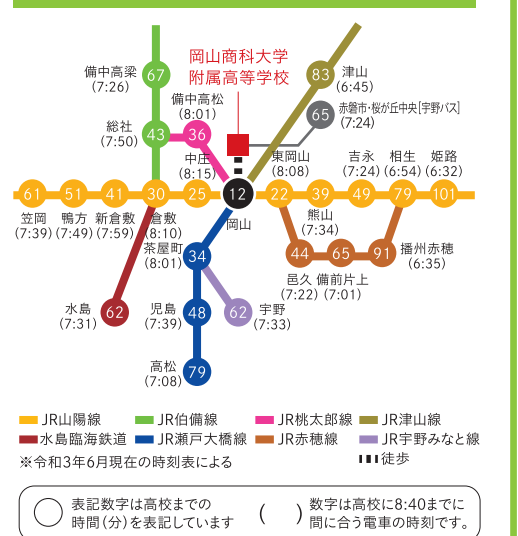 岡山商科大学
附属高等学校
備中高梁
(7:26)
67
83
津山
(6:45)
備中高松
(8:01)
65
赤磐市・桜が丘中央[宇野バス]
(7:24)
総社
(7:50)
43
36
中庄
(8:15)
東岡山
(8:08)
吉永
(7:24)
相生
(6:54)
姫路
(6:32)
61
51
41
30
25
12
22
39
49
79
101
笠岡
(7:39)
鴨方
(7:49)
新倉敷
(7:59)
倉敷
(8:10)
岡山
熊山
(7:34)
茶屋町
(8:01)
34
44
65
91
播州赤穂
(6:35)
邑久
(7:22)
備前片上
(7:01)
水島
(7:31)
62
児島
(7:39)
48
62
宇野
(7:33)
高松
(7:08)
79
JR山陽線
JR伯備線
JR桃太郎線
JR津山線
水島臨海鉄道
JR瀬戸大橋線
JR赤穂線
JR宇野みなと線
※令和3年6月現在の時刻表による
徒歩
表記数字は高校までの
時間(分)を表記しています
( )
数字は高校に8:40までに
間に合う電車の時刻です。